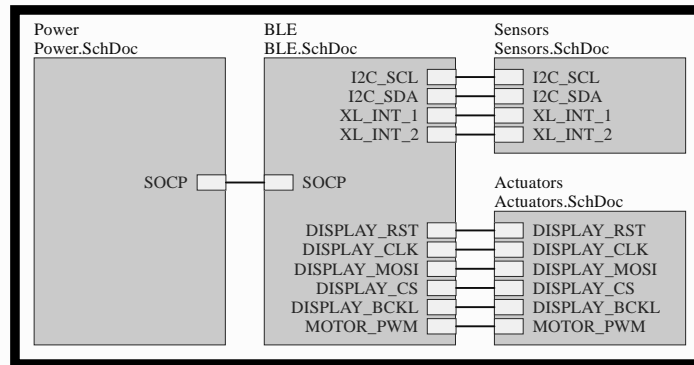 Power
Power.SchDoc
SOCP
BLE
BLE.SchDoc
I2C_SCL
I2C_SDA
XL_INT_1
XL_INT_2
SOCP
DISPLAY_RST
DISPLAY_CLK
DISPLAY_MOSI
DISPLAY_CS
DISPLAY_BCKL
MOTOR_PWM
Sensors
Sensors.SchDoc
I2C_SCL
I2C_SDA
XL_INT_1
XL_INT_2
Actuators
Actuators.SchDoc
DISPLAY_RST
DISPLAY_CLK
DISPLAY_MOSI
DISPLAY_CS
DISPLAY_BCKL
MOTOR_PWM